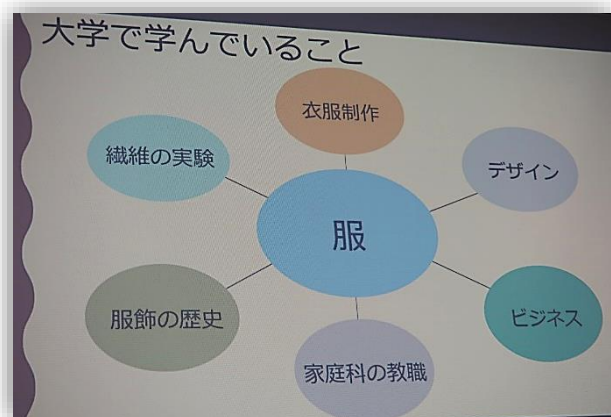 大学で学んでいること
衣服制作
繊維の実験
デザイン
服
服飾の歴史
ビジネス
家庭科の教職